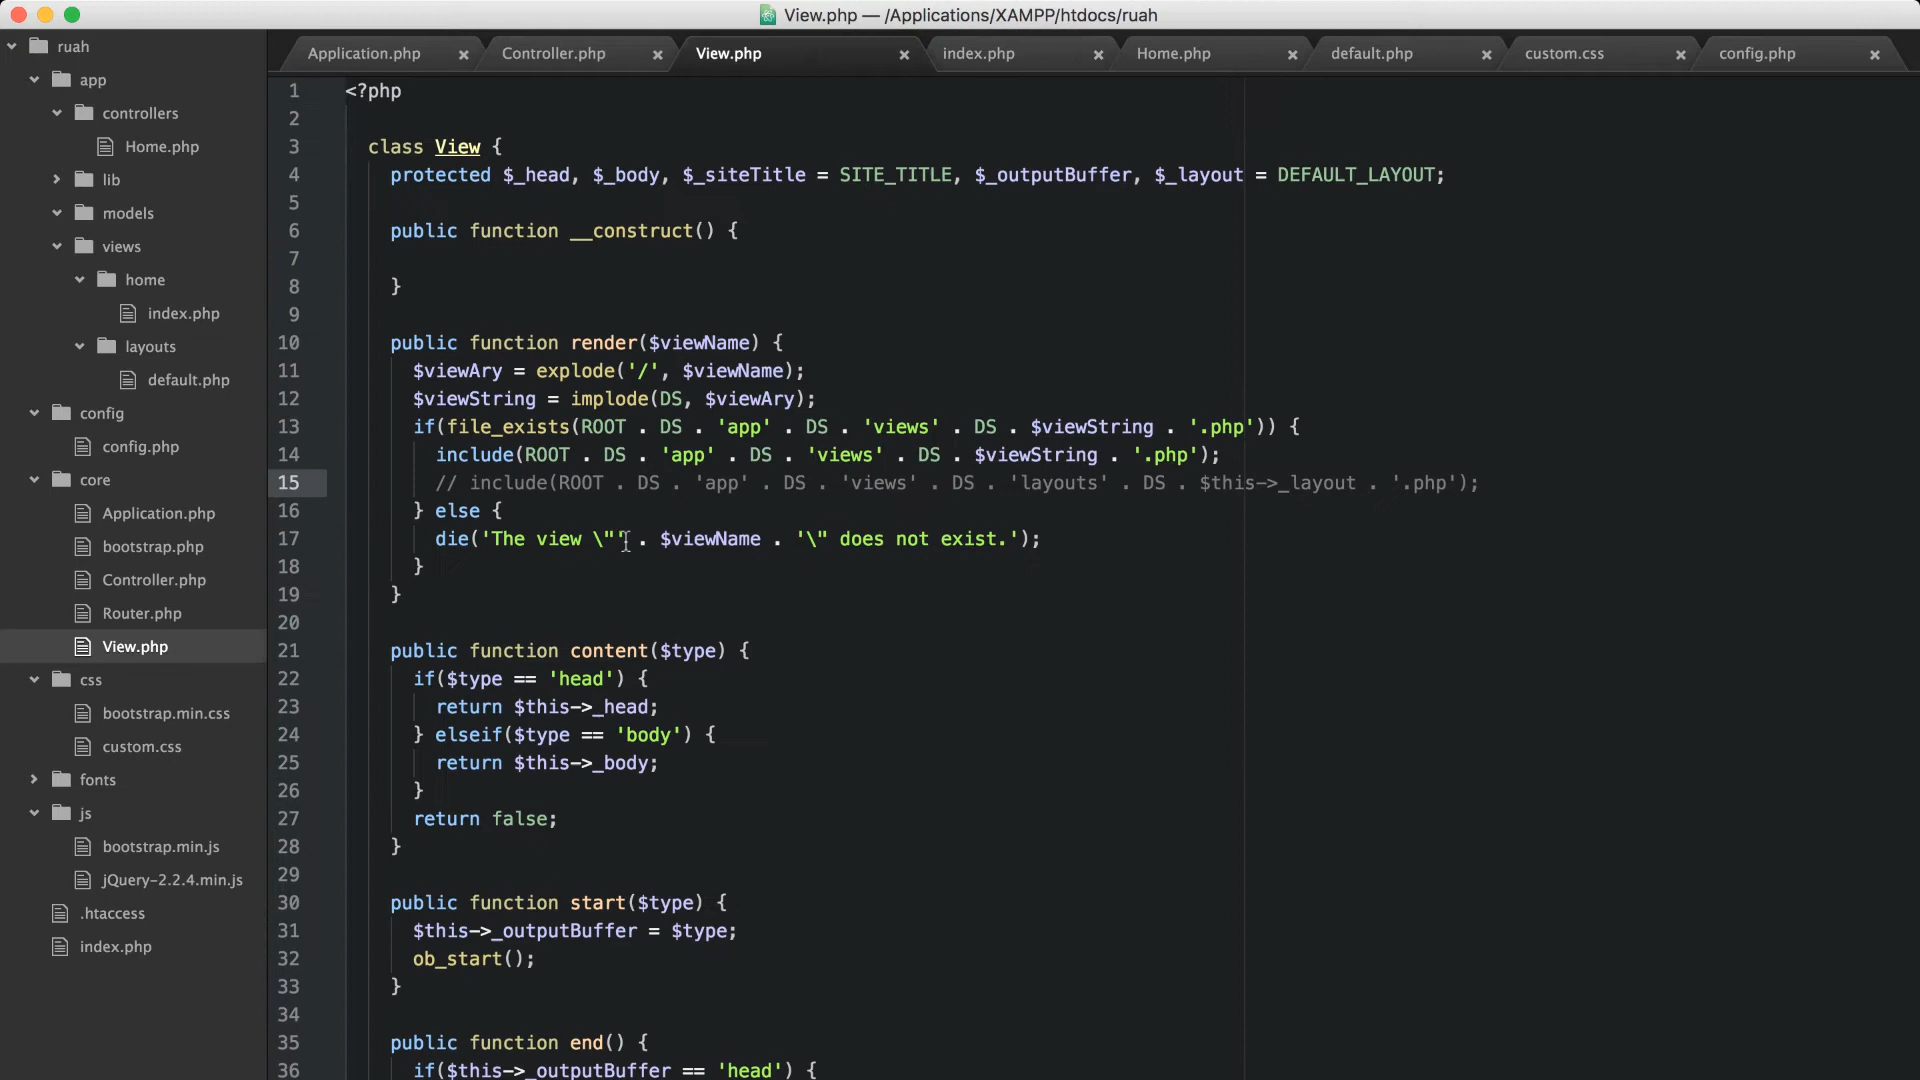 View.php — /Applications/XAMPP/htdocs/ruah
ruah
app
controllers
Home.php
lib
models
views
home
index.php
layouts
default.php
config
config.php
core
Application.php
bootstrap.php
Controller.php
Router.php
View.php
css
bootstrap.min.css
custom.css
fonts
js
bootstrap.min.js
jQuery-2.2.4.min.js
.htaccess
index.php
Application.php Controller.php View.php index.php Home.php default.php custom.css config.php
1 <?php
2
3 class View {
4 protected $_head, $_body, $_siteTitle = SITE_TITLE, $_outputBuffer, $_layout = DEFAULT_LAYOUT;
5
6 public function __construct() {
7
8 }
9
10 public function render($viewName) {
11 $viewAry = explode('/', $viewName);
12 $viewString = implode(DS, $viewAry);
13 if(file_exists(ROOT . DS . 'app' . DS . 'views' . DS . $viewString . '.php')) {
14 include(ROOT . DS . 'app' . DS . 'views' . DS . $viewString . '.php');
15 // include(ROOT . DS . 'app' . DS . 'views' . DS . 'layouts' . DS . $this->_layout . '.php');
16 } else {
17 die('The view \"' . $viewName . '\" does not exist.');
18 }
19 }
20
21 public function content($type) {
22 if($type == 'head') {
23 return $this->_head;
24 } elseif($type == 'body') {
25 return $this->_body;
26 }
27 return false;
28 }
29
30 public function start($type) {
31 $this->_outputBuffer = $type;
32 ob_start();
33 }
34
35 public function end() {
36 if($this->_outputBuffer == 'head') {